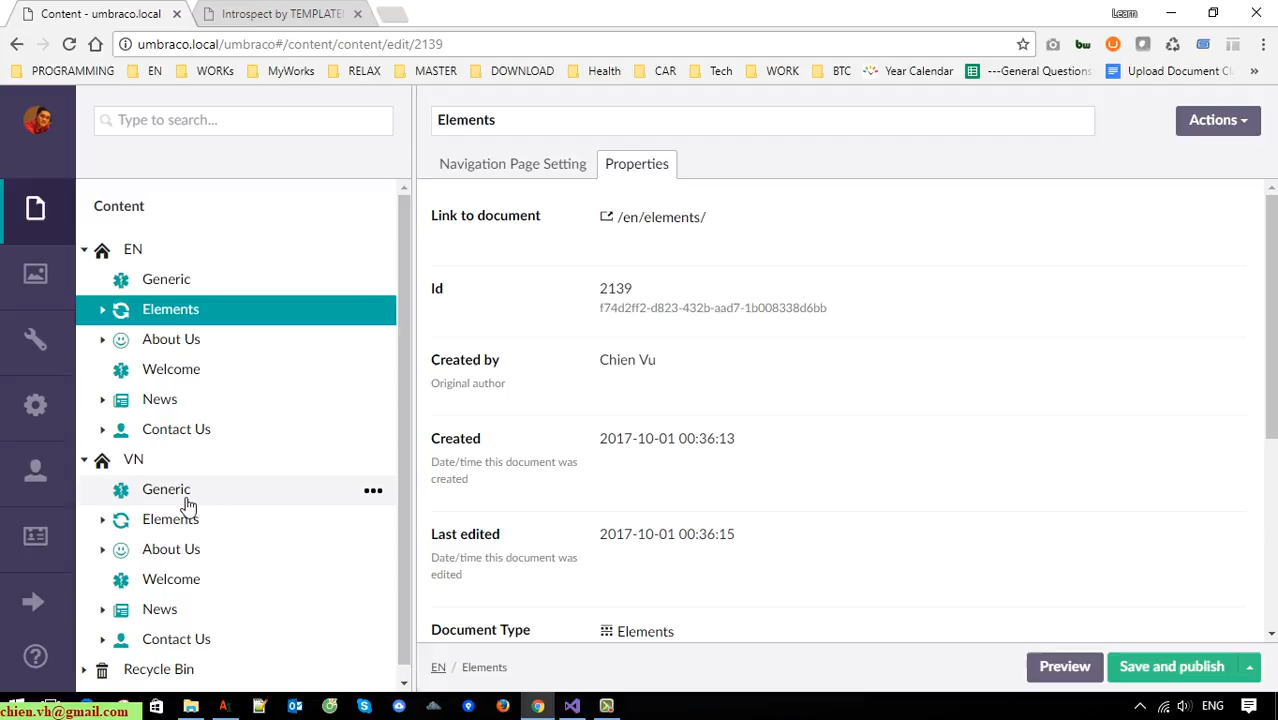 Content - umbraco.local
Introspect by TEMPLATE
Learn
umbraco.local/umbraco#/content/content/edit/2139
PROGRAMMING
EN
WORKs
MyWorks
RELAX
MASTER
DOWNLOAD
Health
CAR
Tech
WORK
BTC
Year Calendar
---General Questions
Upload Document Cl
Type to search...
Elements
Actions
Navigation Page Setting
Properties
Content
EN
Generic
Elements
About Us
Welcome
News
Contact Us
VN
Generic
Elements
About Us
Welcome
News
Contact Us
Recycle Bin
Link to document
/en/elements/
Id
2139
f74d2ff2-d823-432b-aad7-1b008338d6bb
Created by
Original author
Chien Vu
Created
Date/time this document was
created
2017-10-01 00:36:13
Last edited
Date/time this document was
edited
2017-10-01 00:36:15
Document Type
Elements
EN / Elements
Preview
Save and publish
chien.vh@gmail.com
ENG